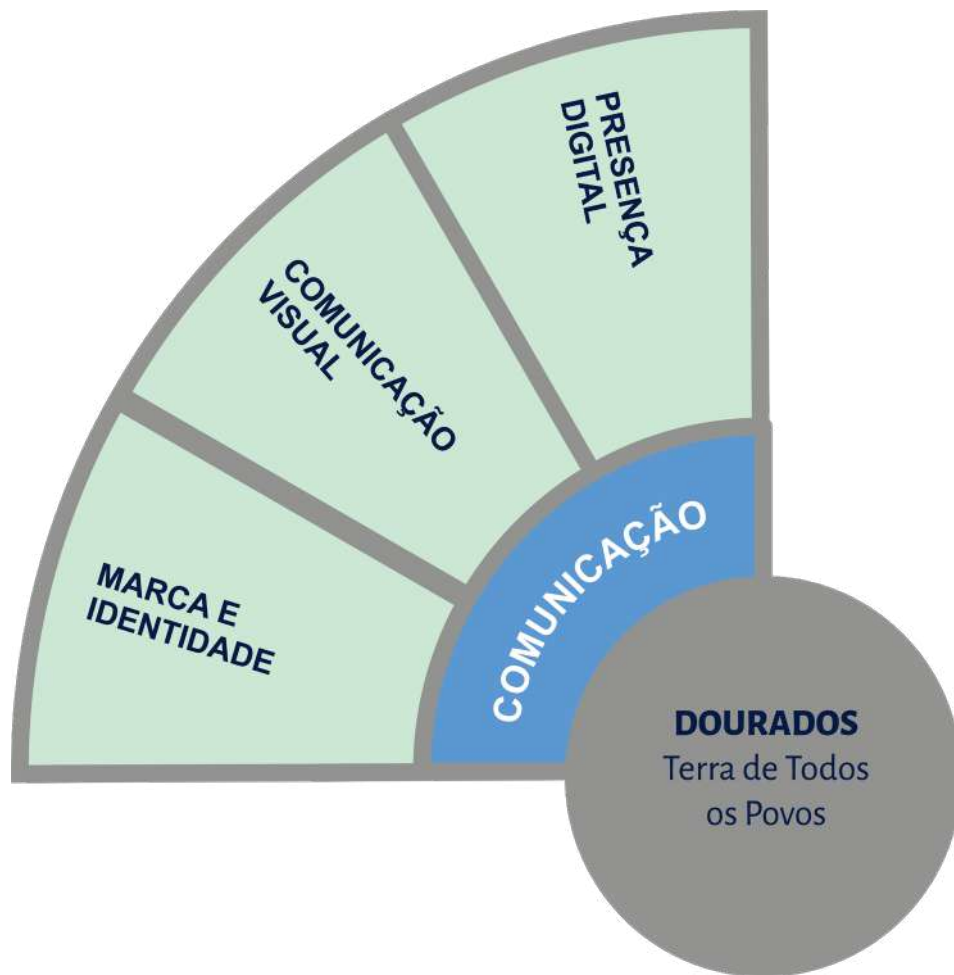 PRESENÇA
DIGITAL
COMUNICAÇÃO
VISUAL
MARCA E
IDENTIDADE
COMUNICAÇÃO
DOURADOS
Terra de Todos
os Povos